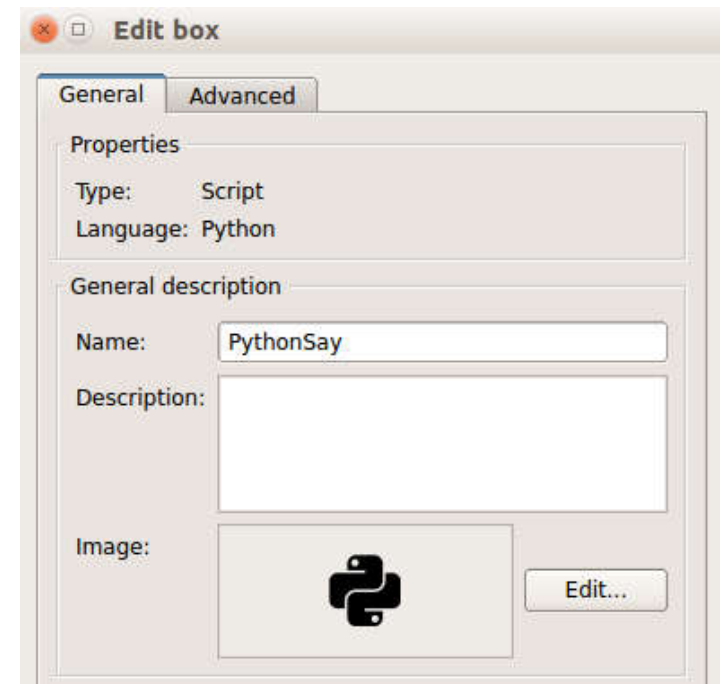 Edit box
General Advanced
Properties
Type: Script
Language: Python
General description
Name: PythonSay
Description:
Image:
Edit...